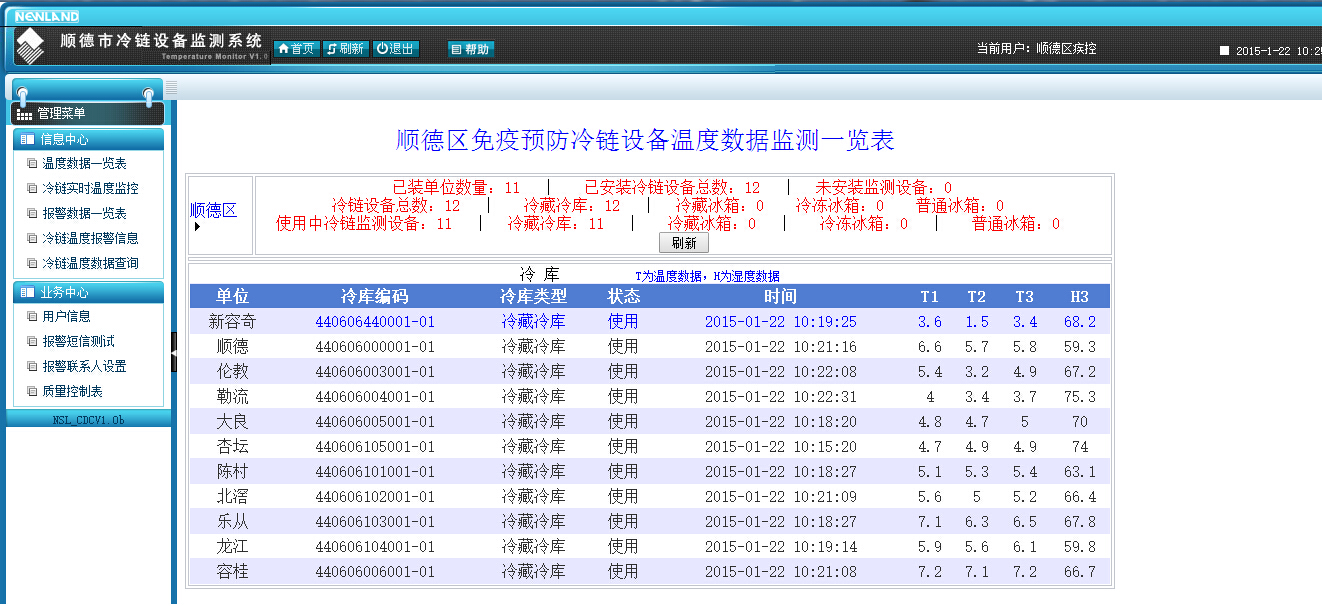 NEWLAND
顺德市冷链设备监测系统
Temperature Monitor V1.0
首页 刷新 退出 帮助
当前用户：顺德区疾控
2015-1-22 10:2
管理菜单
信息中心
温度数据一览表
冷链实时温度监控
报警数据一览表
冷链温度报警信息
冷链温度数据查询
业务中心
用户信息
报警短信测试
报警联系人设置
质量控制表
NSL_CDCV1.0b
顺德区免疫预防冷链设备温度数据监测一览表
顺德区
已装单位数量：11 | 已安装冷链设备总数：12 | 未安装监测设备：0
冷链设备总数：12 | 冷藏冷库：12 | 冷藏冰箱：0 冷冻冰箱：0 普通冰箱：0
使用中冷链监测设备：11 | 冷藏冷库：11 | 冷藏冰箱：0 | 冷冻冰箱：0 | 普通冰箱：0
刷新
冷 库 T为温度数据，H为湿度数据
单位 冷库编码 冷库类型 状态 时间 T1 T2 T3 H3
新容奇 440606440001-01 冷藏冷库 使用 2015-01-22 10:19:25 3.6 1.5 3.4 68.2
顺德 440606000001-01 冷藏冷库 使用 2015-01-22 10:21:16 6.6 5.7 5.8 59.3
伦教 440606003001-01 冷藏冷库 使用 2015-01-22 10:22:08 5.4 3.2 4.9 67.2
勒流 440606004001-01 冷藏冷库 使用 2015-01-22 10:22:31 4 3.4 3.7 75.3
大良 440606005001-01 冷藏冷库 使用 2015-01-22 10:18:20 4.8 4.7 5 70
杏坛 440606105001-01 冷藏冷库 使用 2015-01-22 10:15:20 4.7 4.9 4.9 74
陈村 440606101001-01 冷藏冷库 使用 2015-01-22 10:18:27 5.1 5.3 5.4 63.1
北滘 440606102001-01 冷藏冷库 使用 2015-01-22 10:21:09 5.6 5 5.2 66.4
乐从 440606103001-01 冷藏冷库 使用 2015-01-22 10:18:27 7.1 6.3 6.5 67.8
龙江 440606104001-01 冷藏冷库 使用 2015-01-22 10:19:14 5.9 5.6 6.1 59.8
容桂 440606006001-01 冷藏冷库 使用 2015-01-22 10:21:08 7.2 7.1 7.2 66.7